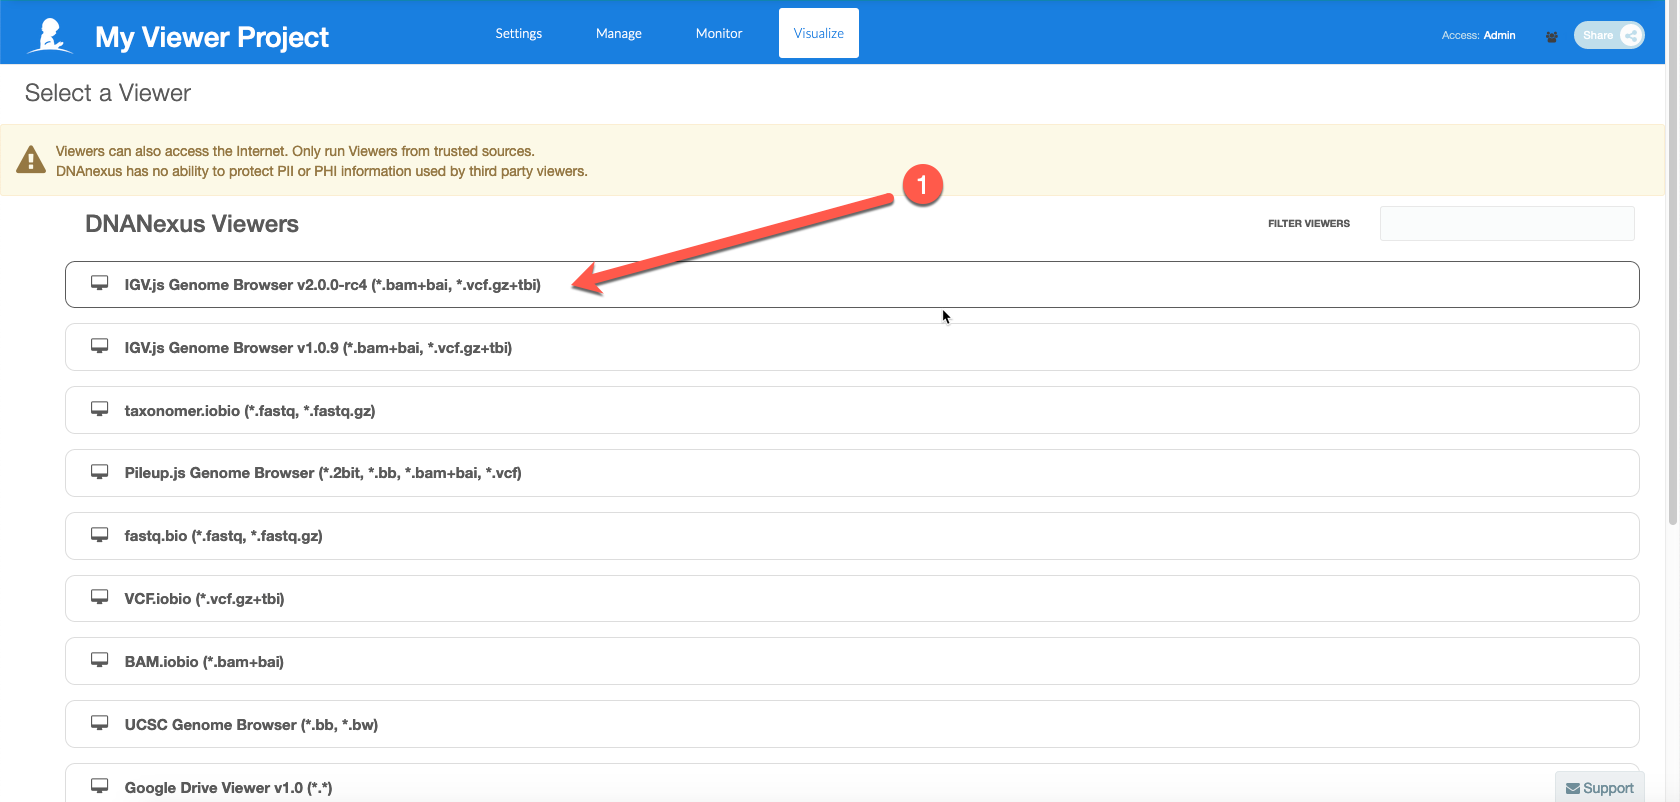 My Viewer Project
Settings
Manage
Monitor
Visualize
Access: Admin
Share
Select a Viewer
Viewers can also access the Internet. Only run Viewers from trusted sources.
DNAnexus has no ability to protect PII or PHI information used by third party viewers.
1
DNANexus Viewers
FILTER VIEWERS
IGV.js Genome Browser v2.0.0-rc4 (*.bam+bai, *.vcf.gz+tbi)
IGV.js Genome Browser v1.0.9 (*.bam+bai, *.vcf.gz+tbi)
taxonomer.iobio (*.fastq, *.fastq.gz)
Pileup.js Genome Browser (*.2bit, *.bb, *.bam+bai, *.vcf)
fastq.bio (*.fastq, *.fastq.gz)
VCF.iobio (*.vcf.gz+tbi)
BAM.iobio (*.bam+bai)
UCSC Genome Browser (*.bb, *.bw)
Google Drive Viewer v1.0 (*.*)
Support